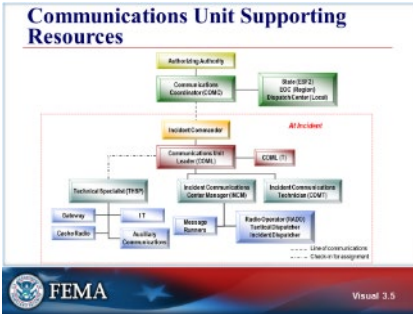 Communications Unit Supporting
Resources
Authorizing Authority
Communications
Coordinator (COMC)
State (ESF2)
EOC (Region)
Dispatch Center (Local)
At Incident
Incident Commander
Communications Unit
Leader (COML)
COML (T)
Technical Specialist (THSP)
Incident Communications
Center Manager (INCM)
Incident Communications
Technician (COMT)
Gateway
IT
Cache Radio
Auxiliary
Communications
Message
Runners
Radio Operator (RADO)
Tactical Dispatcher
Incident Dispatcher
Line of communications
Check-in for assignment
FEMA
Visual 3.5